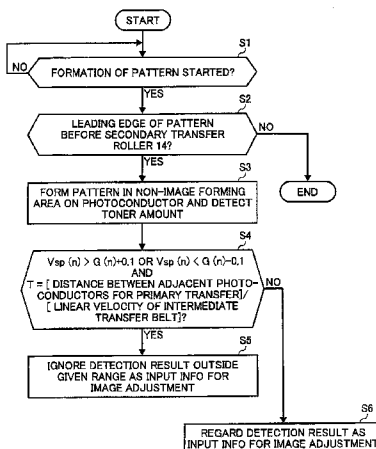 START
S1
NO
FORMATION OF PATTERN STARTED?
YES
S2
LEADING EDGE OF PATTERN
BEFORE SECONDARY TRANSFER
ROLLER 14?
NO
YES
END
S3
FORM PATTERN IN NON-IMAGE FORMING
AREA ON PHOTOCONDUCTOR AND DETECT
TONER AMOUNT
S4
Vsp (n) > G (n)+0.1 OR Vsp (n) < G (n)-0.1
AND
T = [ DISTANCE BETWEEN ADJACENT PHOTO-
CONDUCTORS FOR PRIMARY TRANSFER]/
[ LINEAR VELOCITY OF INTERMEDIATE
TRANSFER BELT]?
NO
YES
S5
IGNORE DETECTION RESULT OUTSIDE
GIVEN RANGE AS INPUT INFO FOR
IMAGE ADJUSTMENT
S6
REGARD DETECTION RESULT AS
INPUT INFO FOR IMAGE ADJUSTMENT